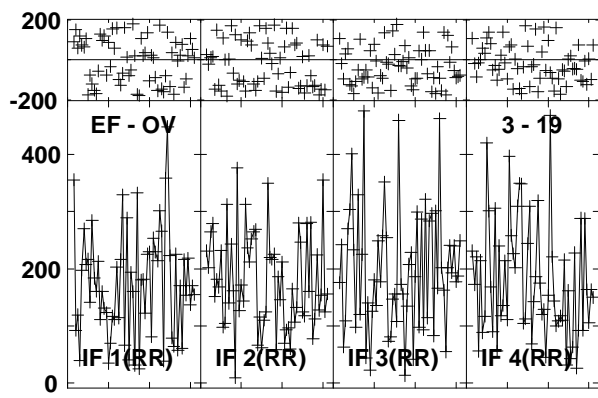 200
-200
EF - OV
3 - 19
400
200
0
IF 1(RR)
IF 2(RR)
IF 3(RR)
IF 4(RR)